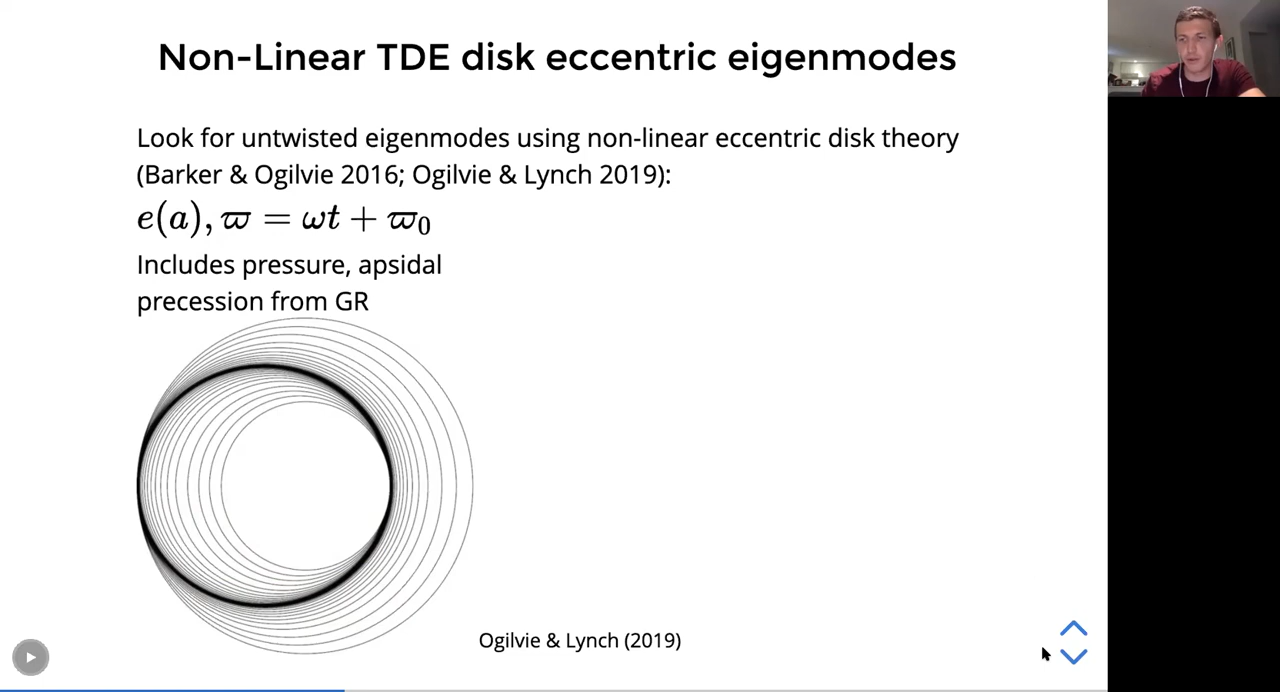 Non-Linear TDE disk eccentric eigenmodes
Look for untwisted eigenmodes using non-linear eccentric disk theory
(Barker & Ogilvie 2016; Ogilvie & Lynch 2019):
e(a), ϖ = ωt + ϖ₀
Includes pressure, apsidal
precession from GR
Ogilvie & Lynch (2019)